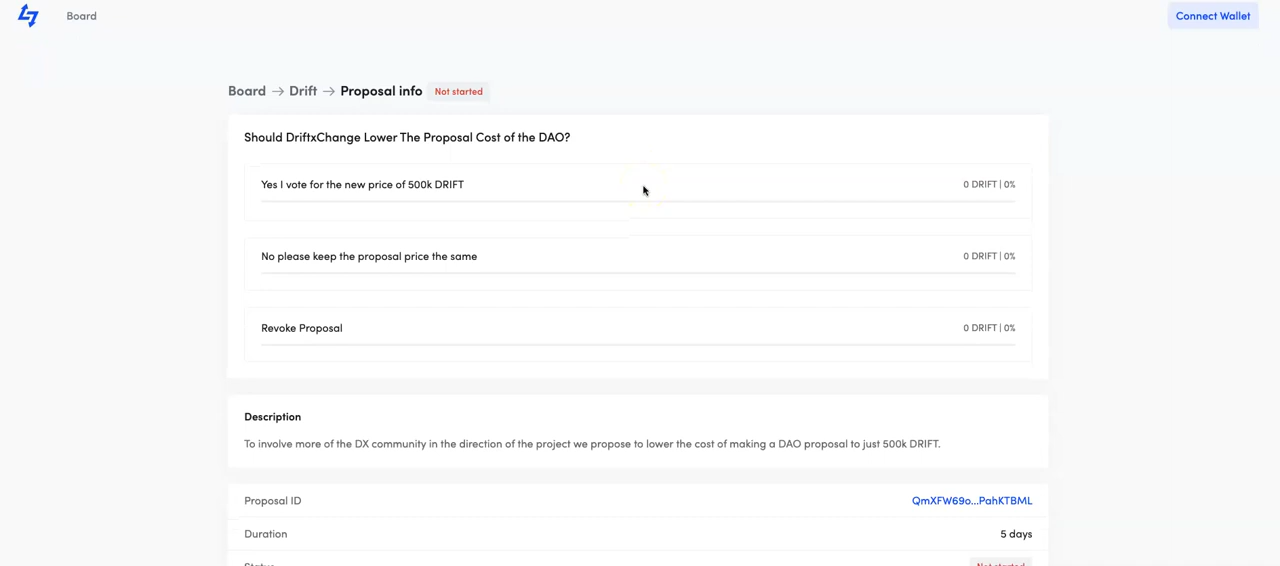 Board
Connect Wallet
Board → Drift → Proposal info Not started
Should DriftxChange Lower The Proposal Cost of the DAO?
Yes I vote for the new price of 500k DRIFT 0 DRIFT | 0%
No please keep the proposal price the same 0 DRIFT | 0%
Revoke Proposal 0 DRIFT | 0%
Description
To involve more of the DX community in the direction of the project we propose to lower the cost of making a DAO proposal to just 500k DRIFT.
Proposal ID QmXFW69o...PahKTBML
Duration 5 days
Status Not started